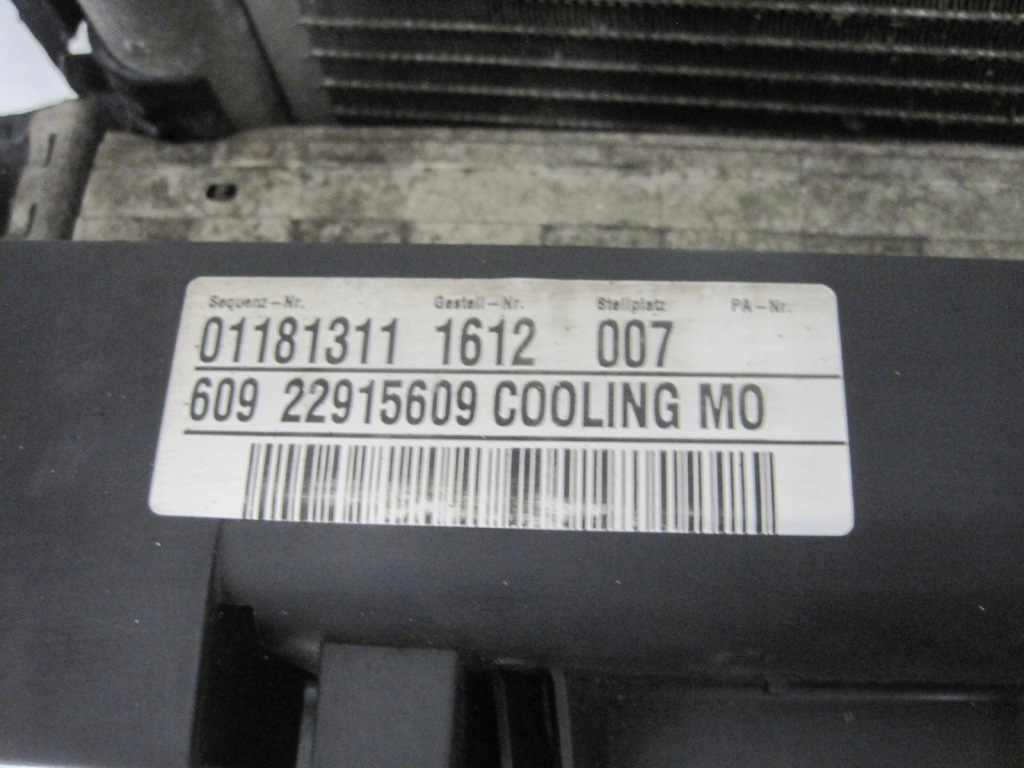 Sequenz-Nr. Gestell-Nr. Stellplatz PA-Nr.
01181311 1612 007
609 22915609 COOLING MO